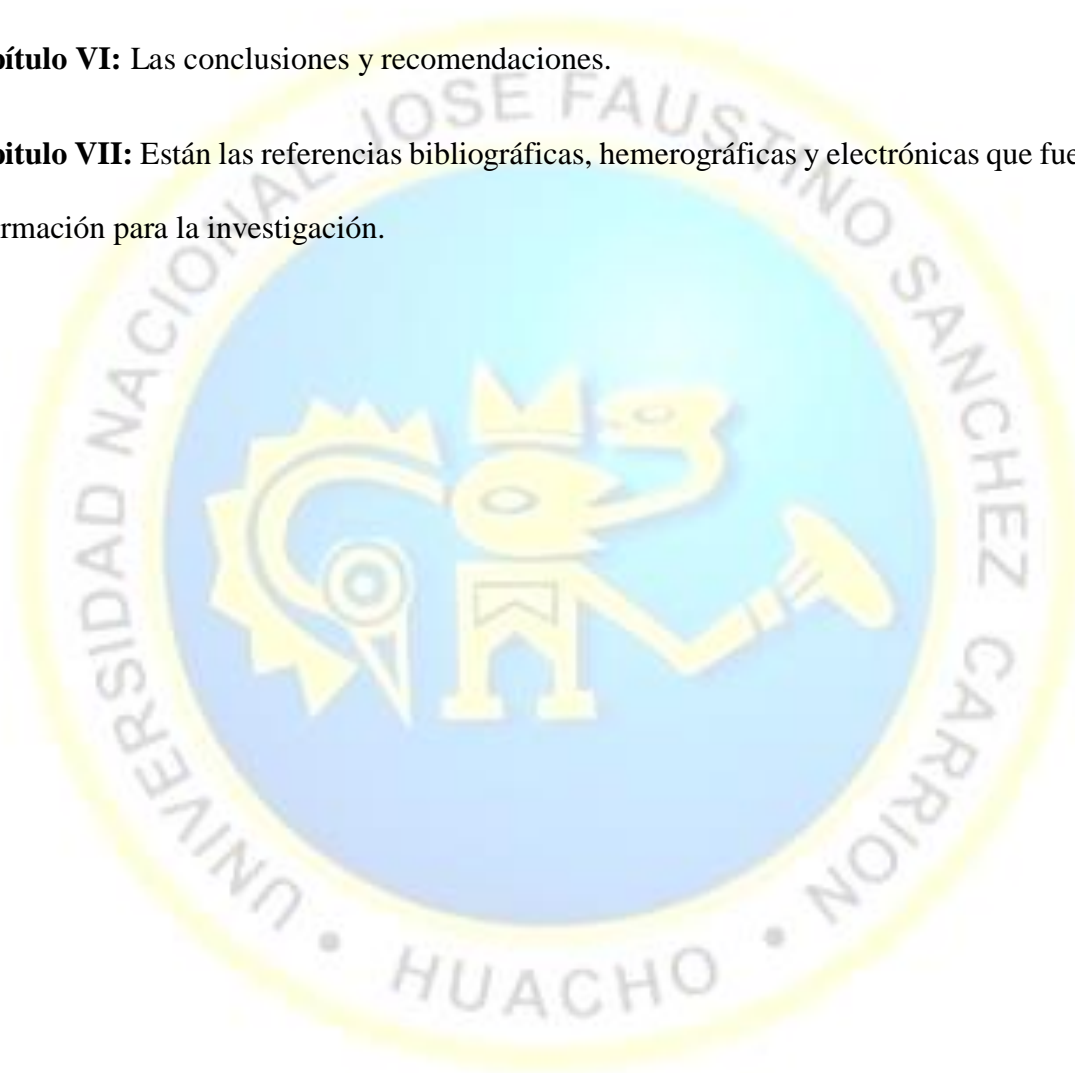 pítulo VI: Las conclusiones y recomendaciones.
pitulo VII: Están las referencias bibliográficas, hemerográficas y electrónicas que fue
rmación para la investigación.
UNIVERSIDAD NACIONAL JOSE FAUSTINO SANCHEZ CARRION • HUACHO •